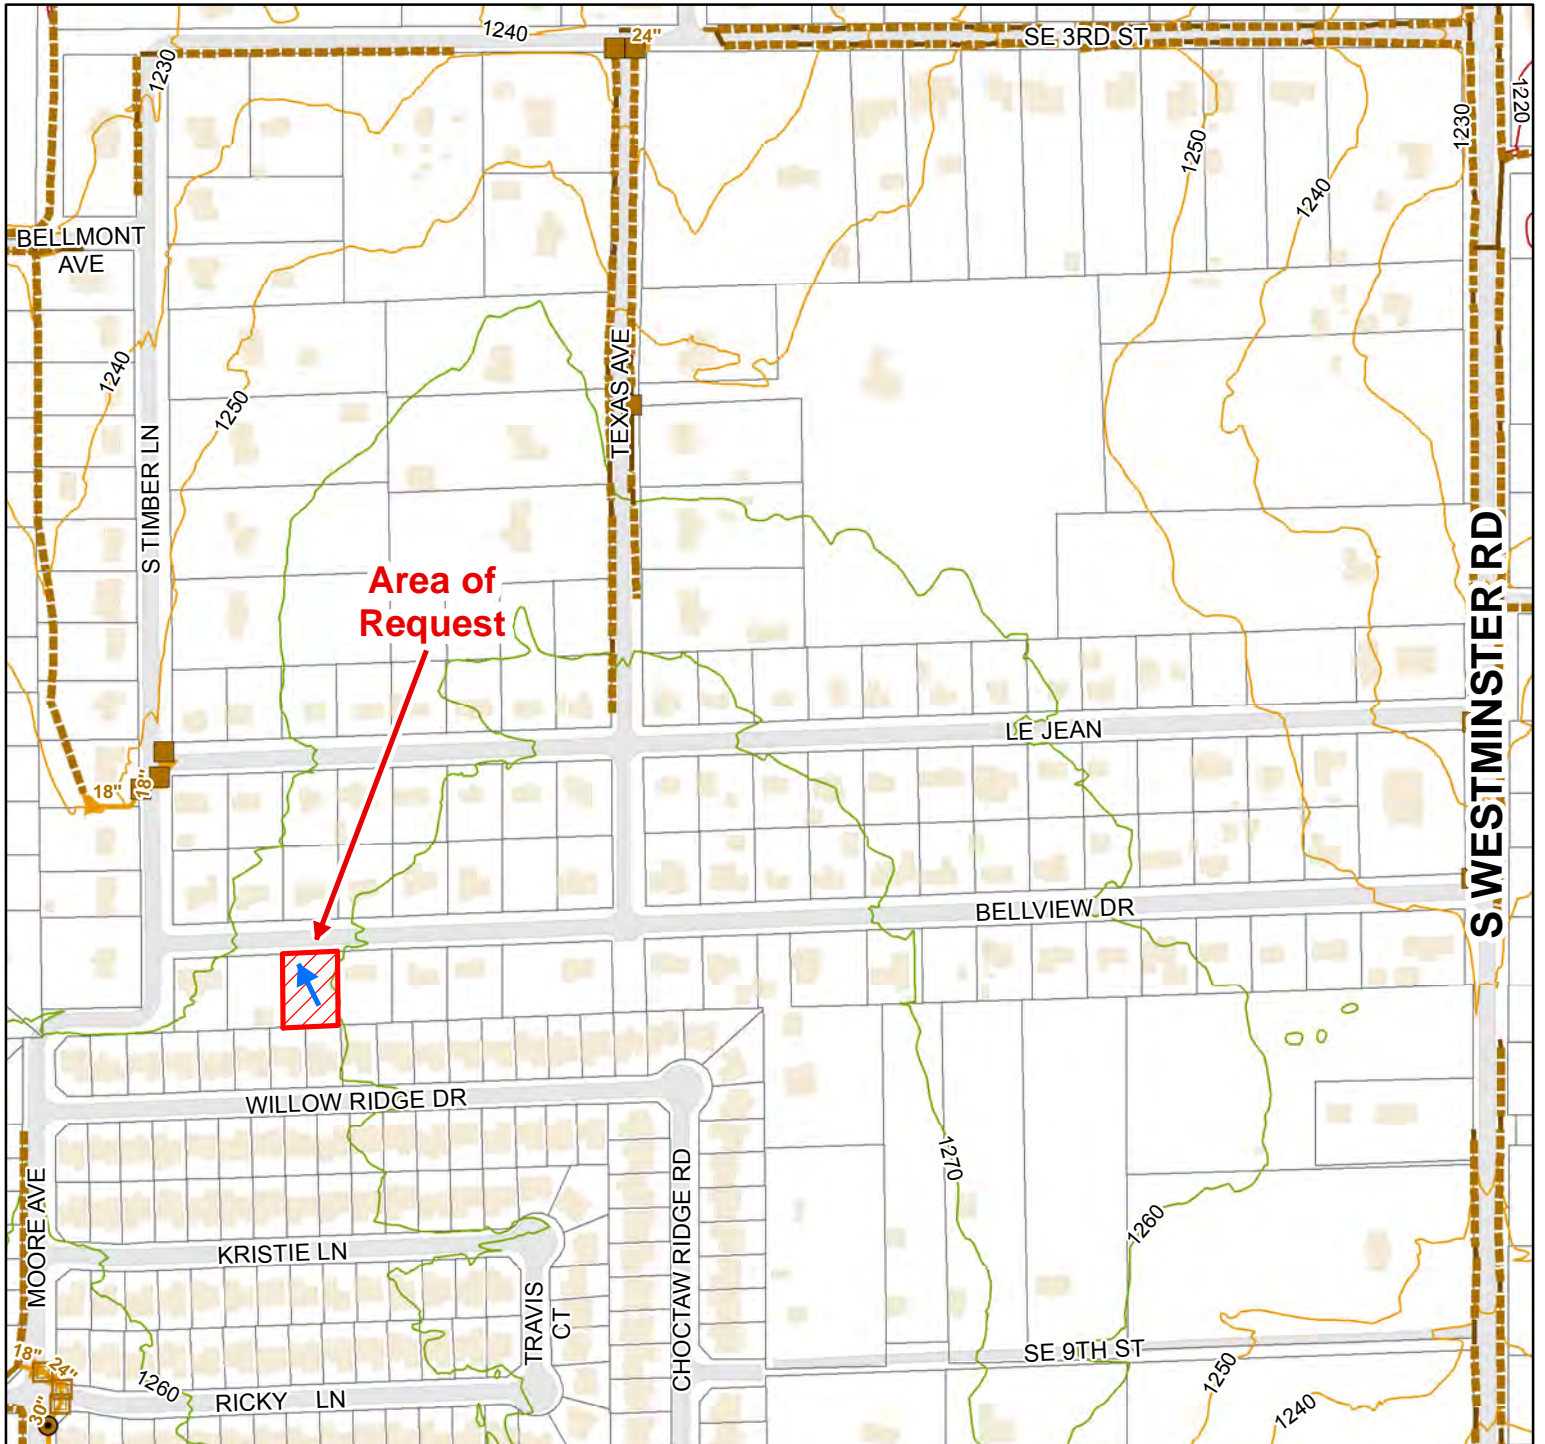 1240
24"
SE 3RD ST
1230
1220
1230
1250
1240
BELLMONT
AVE
1240
1250
TEXAS AVE
S TIMBER LN
Area of
Request
S WESTMINSTER RD
LE JEAN
18"
18"
BELLVIEW DR
WILLOW RIDGE DR
MOORE AVE
CHOCTAW RIDGE RD
1270
1260
KRISTIE LN
TRAVIS
CT
SE 9TH ST
18"
24"
30"
1260
RICKY LN
1250
1240